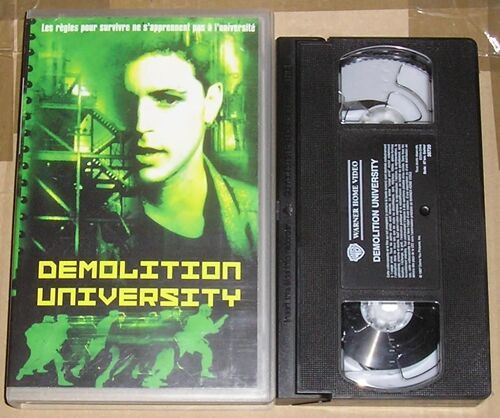 Les règles pour survivre ne s'apprennent pas à l'université
DEMOLITION
UNIVERSITY
WARNER HOME VIDEO
DEMOLITION UNIVERSITY